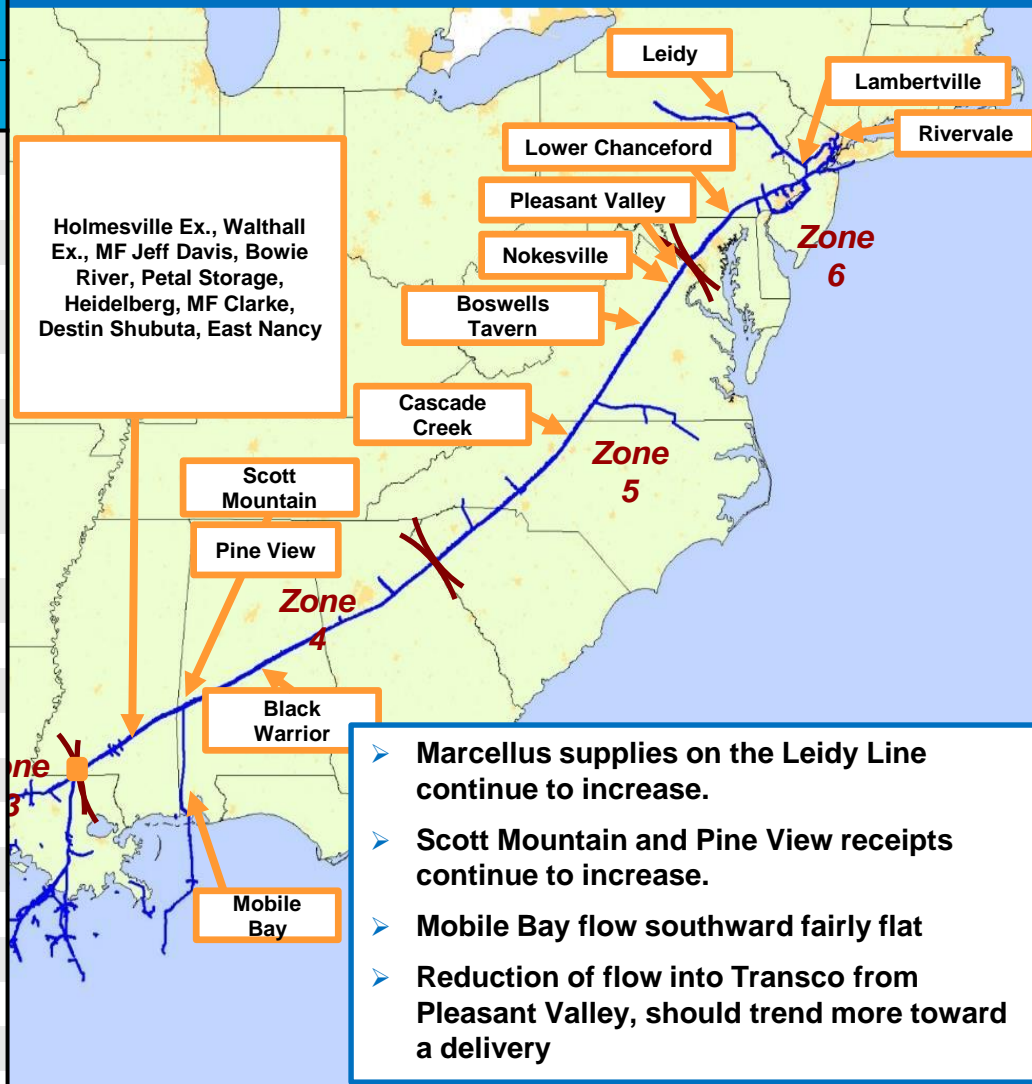 Leidy
Lambertville
Rivervale
Lower Chanceford
Pleasant Valley
Nokesville
Boswells
Tavern
Zone
6
Holmesville Ex., Walthall
Ex., MF Jeff Davis, Bowie
River, Petal Storage,
Heidelberg, MF Clarke,
Destin Shubuta, East Nancy
Cascade
Creek
Zone
5
Scott
Mountain
Pine View
Zone
4
Black
Warrior
one
3
Mobile
Bay
➢ Marcellus supplies on the Leidy Line
continue to increase.
➢ Scott Mountain and Pine View receipts
continue to increase.
➢ Mobile Bay flow southward fairly flat
➢ Reduction of flow into Transco from
Pleasant Valley, should trend more toward
a delivery